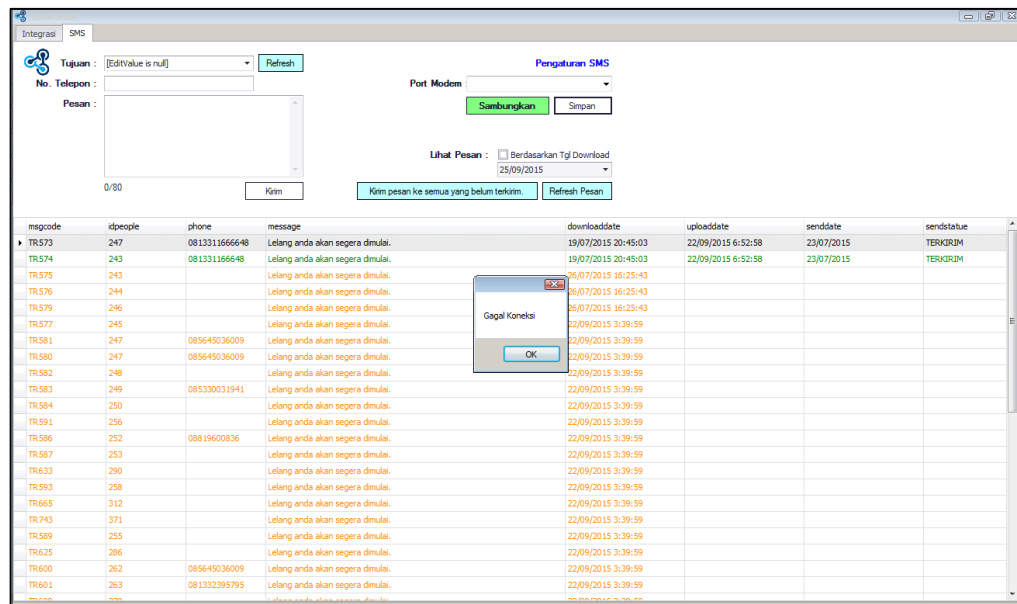 Integrasi SMS
Tujuan : [EditValue is null] Refresh Pengaturan SMS
No. Telepon : Port Modem :
Pesan : Sambungkan Simpan
Lihat Pesan : Berdasarkan Tgl Download
25/09/2015
0/80 Kirim Kirim pesan ke semua yang belum terkirim. Refresh Pesan
msgcode idpeople phone message downloaddate uploaddate senddate sendstatue
TR573 247 0813311666648 Lelang anda akan segera dimulai. 19/07/2015 20:45:03 22/09/2015 6:52:58 23/07/2015 TERKIRIM
TR574 243 081331166648 Lelang anda akan segera dimulai. 19/07/2015 20:45:03 22/09/2015 6:52:58 23/07/2015 TERKIRIM
TR575 243 Lelang anda akan segera dimulai. 26/07/2015 16:25:43
TR576 244 Lelang anda akan segera dimulai. 26/07/2015 16:25:43
TR579 246 Lelang anda akan segera dimulai. 26/07/2015 16:25:43
TR577 245 Lelang anda akan segera dimulai. 22/09/2015 3:39:59
Gagal Koneksi
OK
TR581 247 085645036009 Lelang anda akan segera dimulai. 22/09/2015 3:39:59
TR580 247 085645036009 Lelang anda akan segera dimulai. 22/09/2015 3:39:59
TR582 248 Lelang anda akan segera dimulai. 22/09/2015 3:39:59
TR583 249 085330031941 Lelang anda akan segera dimulai. 22/09/2015 3:39:59
TR584 250 Lelang anda akan segera dimulai. 22/09/2015 3:39:59
TR591 256 Lelang anda akan segera dimulai. 22/09/2015 3:39:59
TR586 252 08819600836 Lelang anda akan segera dimulai. 22/09/2015 3:39:59
TR587 253 Lelang anda akan segera dimulai. 22/09/2015 3:39:59
TR633 290 Lelang anda akan segera dimulai. 22/09/2015 3:39:59
TR593 258 Lelang anda akan segera dimulai. 22/09/2015 3:39:59
TR665 312 Lelang anda akan segera dimulai. 22/09/2015 3:39:59
TR743 371 Lelang anda akan segera dimulai. 22/09/2015 3:39:59
TR589 255 Lelang anda akan segera dimulai. 22/09/2015 3:39:59
TR625 286 Lelang anda akan segera dimulai. 22/09/2015 3:39:59
TR600 262 085645036009 Lelang anda akan segera dimulai. 22/09/2015 3:39:59
TR601 263 081332395795 Lelang anda akan segera dimulai. 22/09/2015 3:39:59